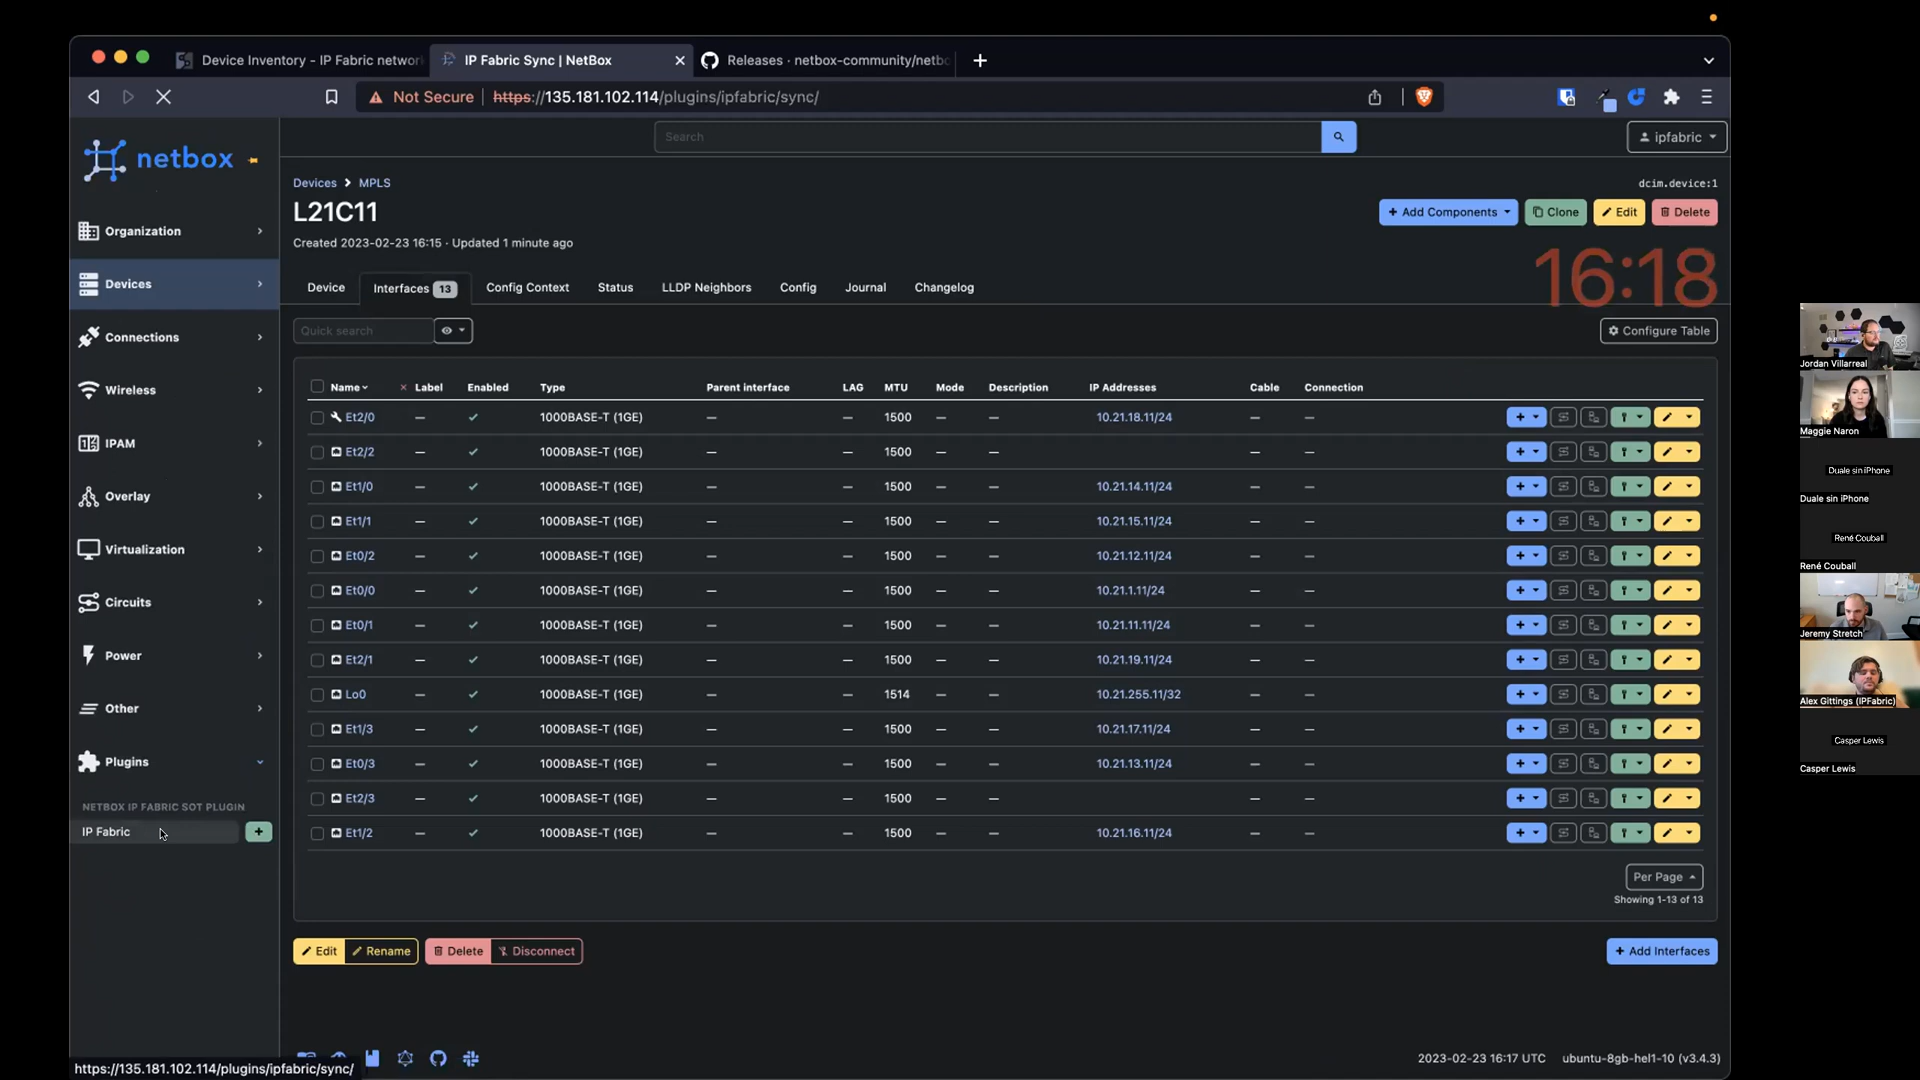 Device Inventory - IP Fabric networ
IP Fabric Sync | NetBox
Releases · netbox-community/netbo
Not Secure
https://135.181.102.114/plugins/ipfabric/sync/
netbox
Search
ipfabric
Devices > MPLS
dcim.device:1
L21C11
+ Add Components
Clone
Edit
Delete
Created 2023-02-23 16:15 · Updated 1 minute ago
16:18
Device
Interfaces 13
Config Context
Status
LLDP Neighbors
Config
Journal
Changelog
Quick search
Configure Table
Organization
Devices
Connections
Wireless
IPAM
Overlay
Virtualization
Circuits
Power
Other
Plugins
NETBOX IP FABRIC SOT PLUGIN
IP Fabric
+
Name Label Enabled Type Parent interface LAG MTU Mode Description IP Addresses Cable Connection
Et2/0 — 1000BASE-T (1GE) — — 1500 — — 10.21.18.11/24 — —
Et2/2 — 1000BASE-T (1GE) — — 1500 — — — —
Et1/0 — 1000BASE-T (1GE) — — 1500 — — 10.21.14.11/24 — —
Et1/1 — 1000BASE-T (1GE) — — 1500 — — 10.21.15.11/24 — —
Et0/2 — 1000BASE-T (1GE) — — 1500 — — 10.21.12.11/24 — —
Et0/0 — 1000BASE-T (1GE) — — 1500 — — 10.21.1.11/24 — —
Et0/1 — 1000BASE-T (1GE) — — 1500 — — 10.21.11.11/24 — —
Et2/1 — 1000BASE-T (1GE) — — 1500 — — 10.21.19.11/24 — —
Lo0 — 1000BASE-T (1GE) — — 1514 — — 10.21.255.11/32 — —
Et1/3 — 1000BASE-T (1GE) — — 1500 — — 10.21.17.11/24 — —
Et0/3 — 1000BASE-T (1GE) — — 1500 — — 10.21.13.11/24 — —
Et2/3 — 1000BASE-T (1GE) — — 1500 — — — —
Et1/2 — 1000BASE-T (1GE) — — 1500 — — 10.21.16.11/24 — —
Per Page
Showing 1-13 of 13
Edit
Rename
Delete
Disconnect
+ Add Interfaces
https://135.181.102.114/plugins/ipfabric/sync/
2023-02-23 16:17 UTC
ubuntu-8gb-hel1-10 (v3.4.3)
Jordan Villarreal
Maggie Naron
Duale sin iPhone
Duale sin iPhone
René Couball
René Couball
Jeremy Stretch
Alex Gittings (IPFabric)
Casper Lewis
Casper Lewis